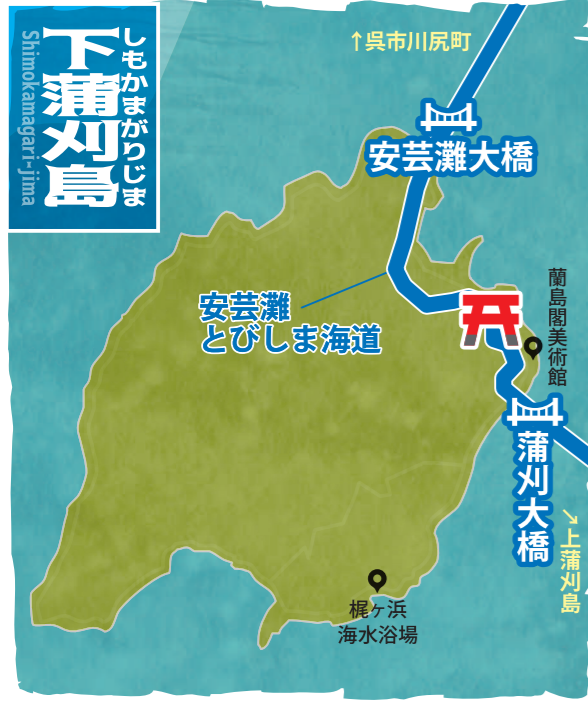 しもかまがりじま
下蒲刈島
Shimokamagari-jima
↑呉市川尻町
安芸灘大橋
安芸灘
とびしま海道
蘭島閣美術館
蒲刈大橋
↘上蒲刈島
梶ヶ浜
海水浴場